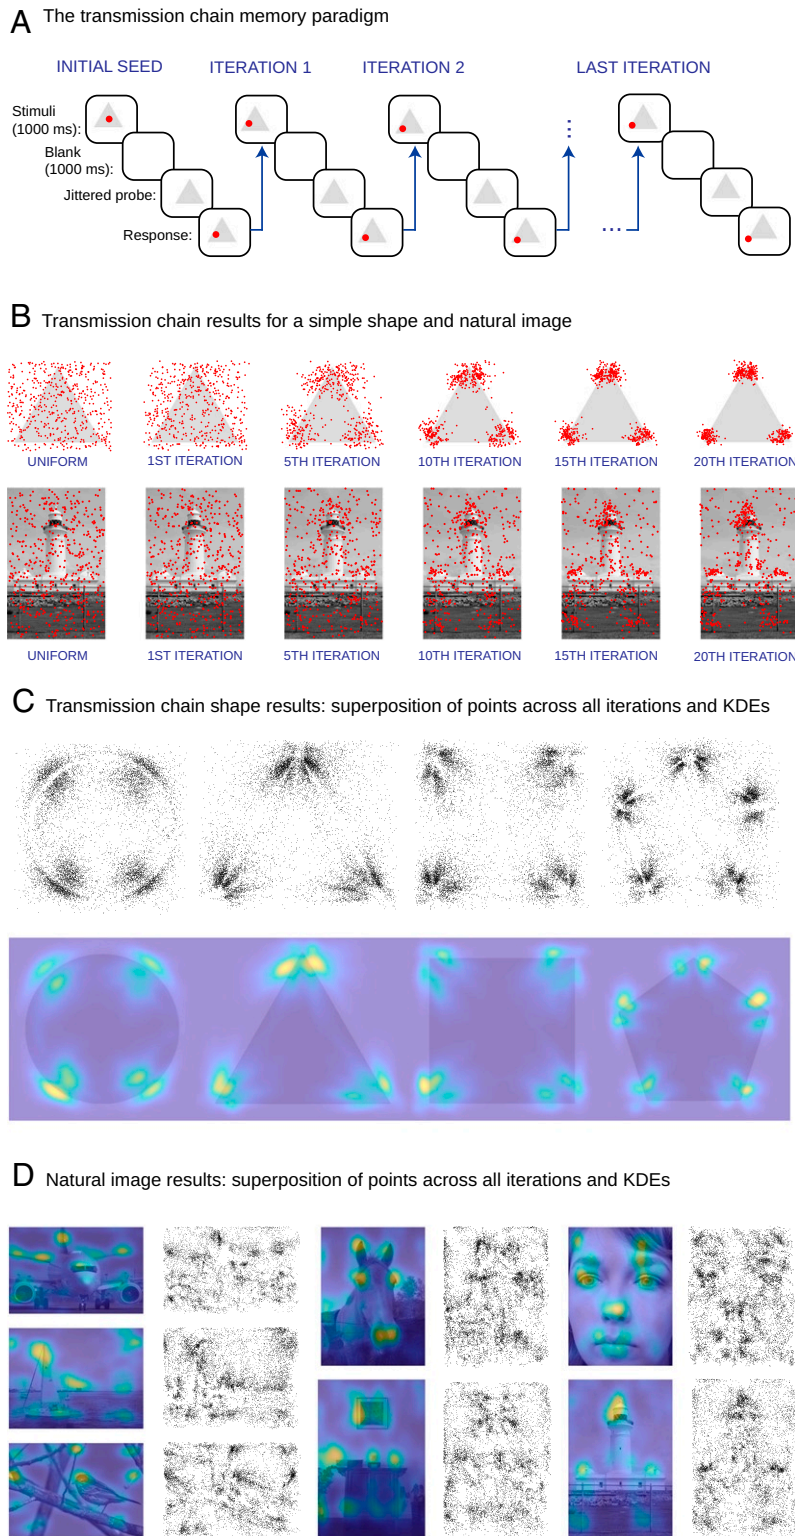 A The transmission chain memory paradigm
INITIAL SEED ITERATION 1 ITERATION 2 LAST ITERATION
Stimuli
(1000 ms):
Blank
(1000 ms):
Jittered probe:
Response:
B Transmission chain results for a simple shape and natural image
UNIFORM 1ST ITERATION 5TH ITERATION 10TH ITERATION 15TH ITERATION 20TH ITERATION
UNIFORM 1ST ITERATION 5TH ITERATION 10TH ITERATION 15TH ITERATION 20TH ITERATION
C Transmission chain shape results: superposition of points across all iterations and KDEs
D Natural image results: superposition of points across all iterations and KDEs